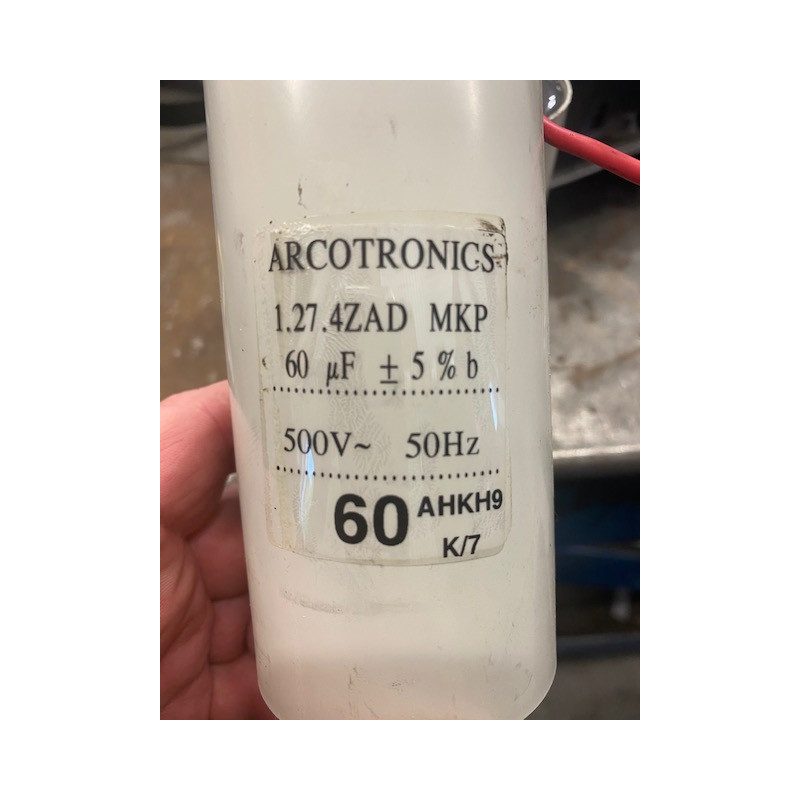 ARCOTRONICS
1.27.4ZAD MKP
60 µF ± 5 % b
500V~ 50Hz
60 AHKH9
K/7